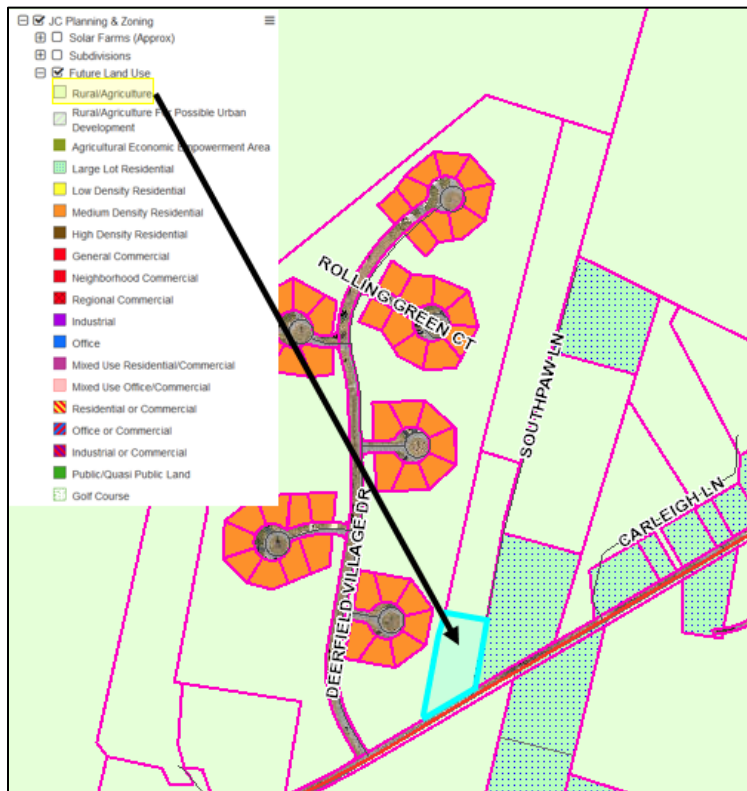 JC Planning & Zoning
Solar Farms (Approx)
Subdivisions
Future Land Use
Rural/Agriculture
Rural/Agriculture For Possible Urban
Development
Agricultural Economic Empowerment Area
Large Lot Residential
Low Density Residential
Medium Density Residential
High Density Residential
General Commercial
Neighborhood Commercial
Regional Commercial
Industrial
Office
Mixed Use Residential/Commercial
Mixed Use Office/Commercial
Residential or Commercial
Office or Commercial
Industrial or Commercial
Public/Quasi Public Land
Golf Course
ROLLING GREEN CT
SOUTHPAW LN
CARLEIGH LN
DEERFIELD VILLAGE DR